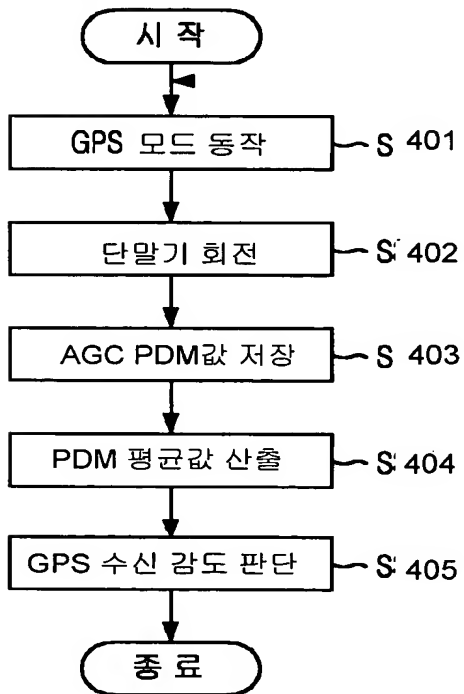 시 작
GPS 모드 동작 S 401
단말기 회전 S 402
AGC PDM값 저장 S 403
PDM 평균값 산출 S 404
GPS 수신 감도 판단 S 405
종 료